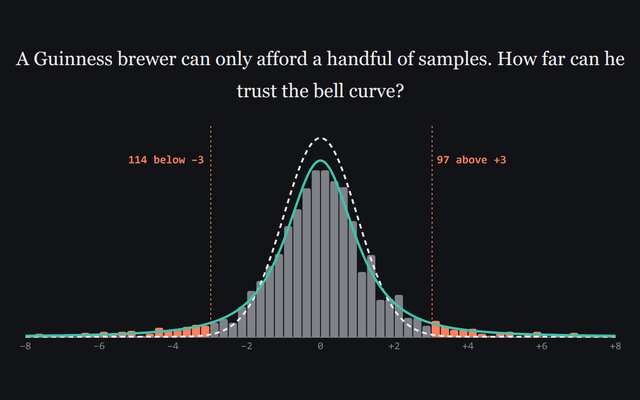 A Guinness brewer can only afford a handful of samples. How far can he
trust the bell curve?
114 below −3
97 above +3
−8 −6 −4 −2 0 +2 +4 +6 +8